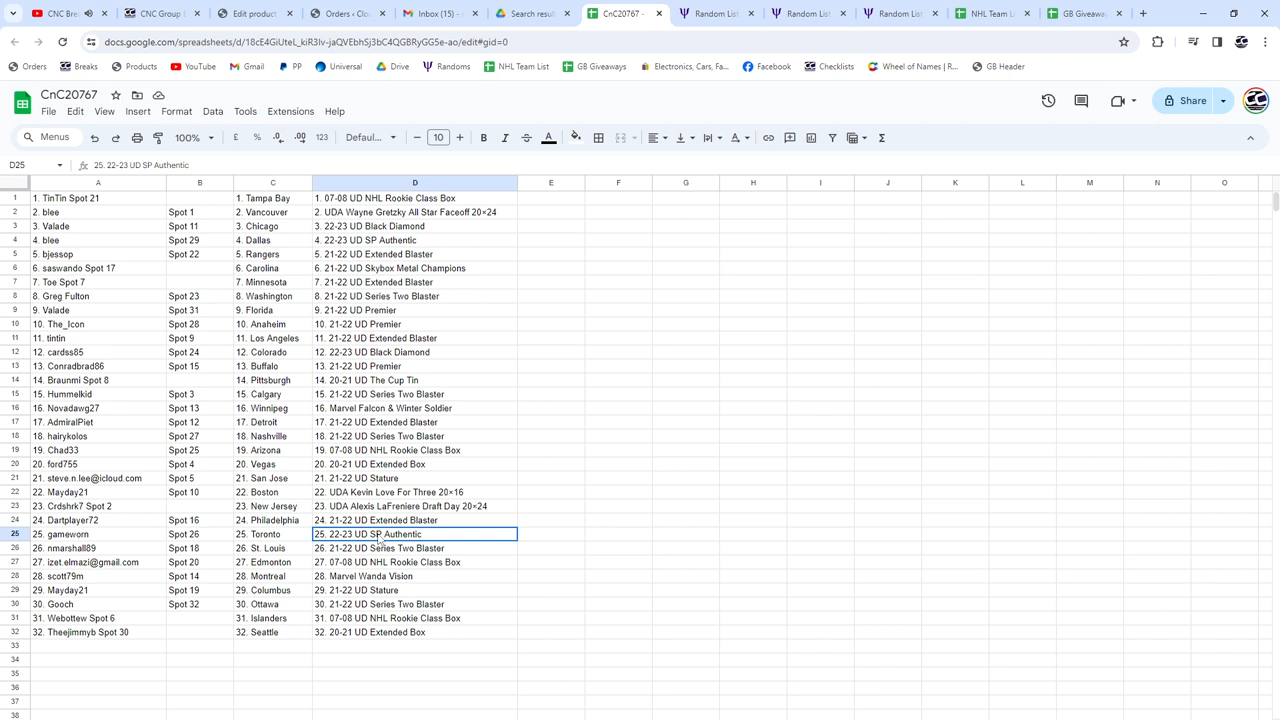 CNC Brea
CNC Group E
Edit product
Orders ‹ Clou
Inbox (15) -
Search result
CnC20767 -
Random List
Random List
Random List
NHL Team Li
GB Giveaway
docs.google.com/spreadsheets/d/18cE4GiUteL_kiR3Iv-jaQVEbhSj3bC4QGBRyGG5e-ao/edit#gid=0
Orders Breaks Products YouTube Gmail PP Universal Drive Randoms NHL Team List GB Giveaways Electronics, Cars, Fa... Facebook Checklists Wheel of Names | R... GB Header
CnC20767
File Edit View Insert Format Data Tools Extensions Help
Share
Menus 100% £ % .0 .00 123 Defaul... 10 B I A
D25 25. 22-23 UD SP Authentic
A B C D E F G H I J K L M N O
1 1. TinTin Spot 21 1. Tampa Bay 1. 07-08 UD NHL Rookie Class Box
2 2. blee Spot 1 2. Vancouver 2. UDA Wayne Gretzky All Star Faceoff 20×24
3 3. Valade Spot 11 3. Chicago 3. 22-23 UD Black Diamond
4 4. blee Spot 29 4. Dallas 4. 22-23 UD SP Authentic
5 5. bjessop Spot 22 5. Rangers 5. 21-22 UD Extended Blaster
6 6. saswando Spot 17 6. Carolina 6. 21-22 UD Skybox Metal Champions
7 7. Toe Spot 7 7. Minnesota 7. 21-22 UD Extended Blaster
8 8. Greg Fulton Spot 23 8. Washington 8. 21-22 UD Series Two Blaster
9 9. Valade Spot 31 9. Florida 9. 21-22 UD Premier
10 10. The_Icon Spot 28 10. Anaheim 10. 21-22 UD Premier
11 11. tintin Spot 9 11. Los Angeles 11. 21-22 UD Extended Blaster
12 12. cardss85 Spot 24 12. Colorado 12. 22-23 UD Black Diamond
13 13. Conradbrad86 Spot 15 13. Buffalo 13. 21-22 UD Premier
14 14. Braunmi Spot 8 14. Pittsburgh 14. 20-21 UD The Cup Tin
15 15. Hummelkid Spot 3 15. Calgary 15. 21-22 UD Series Two Blaster
16 16. Novadawg27 Spot 13 16. Winnipeg 16. Marvel Falcon & Winter Soldier
17 17. AdmiralPiet Spot 12 17. Detroit 17. 21-22 UD Extended Blaster
18 18. hairykolos Spot 27 18. Nashville 18. 21-22 UD Series Two Blaster
19 19. Chad33 Spot 25 19. Arizona 19. 07-08 UD NHL Rookie Class Box
20 20. ford755 Spot 4 20. Vegas 20. 20-21 UD Extended Box
21 21. steve.n.lee@icloud.com Spot 5 21. San Jose 21. 21-22 UD Stature
22 22. Mayday21 Spot 10 22. Boston 22. UDA Kevin Love For Three 20×16
23 23. Crdshrk7 Spot 2 23. New Jersey 23. UDA Alexis LaFreniere Draft Day 20×24
24 24. Dartplayer72 Spot 16 24. Philadelphia 24. 21-22 UD Extended Blaster
25 25. gameworn Spot 26 25. Toronto 25. 22-23 UD SP Authentic
26 26. nmarshall89 Spot 18 26. St. Louis 26. 21-22 UD Series Two Blaster
27 27. izet.elmazi@gmail.com Spot 20 27. Edmonton 27. 07-08 UD NHL Rookie Class Box
28 28. scott79m Spot 14 28. Montreal 28. Marvel Wanda Vision
29 29. Mayday21 Spot 19 29. Columbus 29. 21-22 UD Stature
30 30. Gooch Spot 32 30. Ottawa 30. 21-22 UD Series Two Blaster
31 31. Webottew Spot 6 31. Islanders 31. 07-08 UD NHL Rookie Class Box
32 32. Theejimmyb Spot 30 32. Seattle 32. 20-21 UD Extended Box
33
34
35
36
37
38